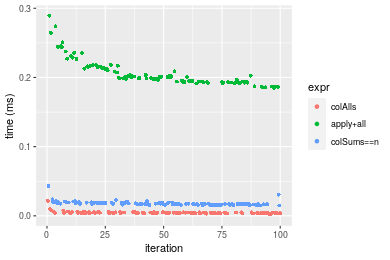 0.3
0.2
0.1
0.0
time (ms)
0
25
50
75
100
iteration
expr
colAlls
apply+all
colSums==n